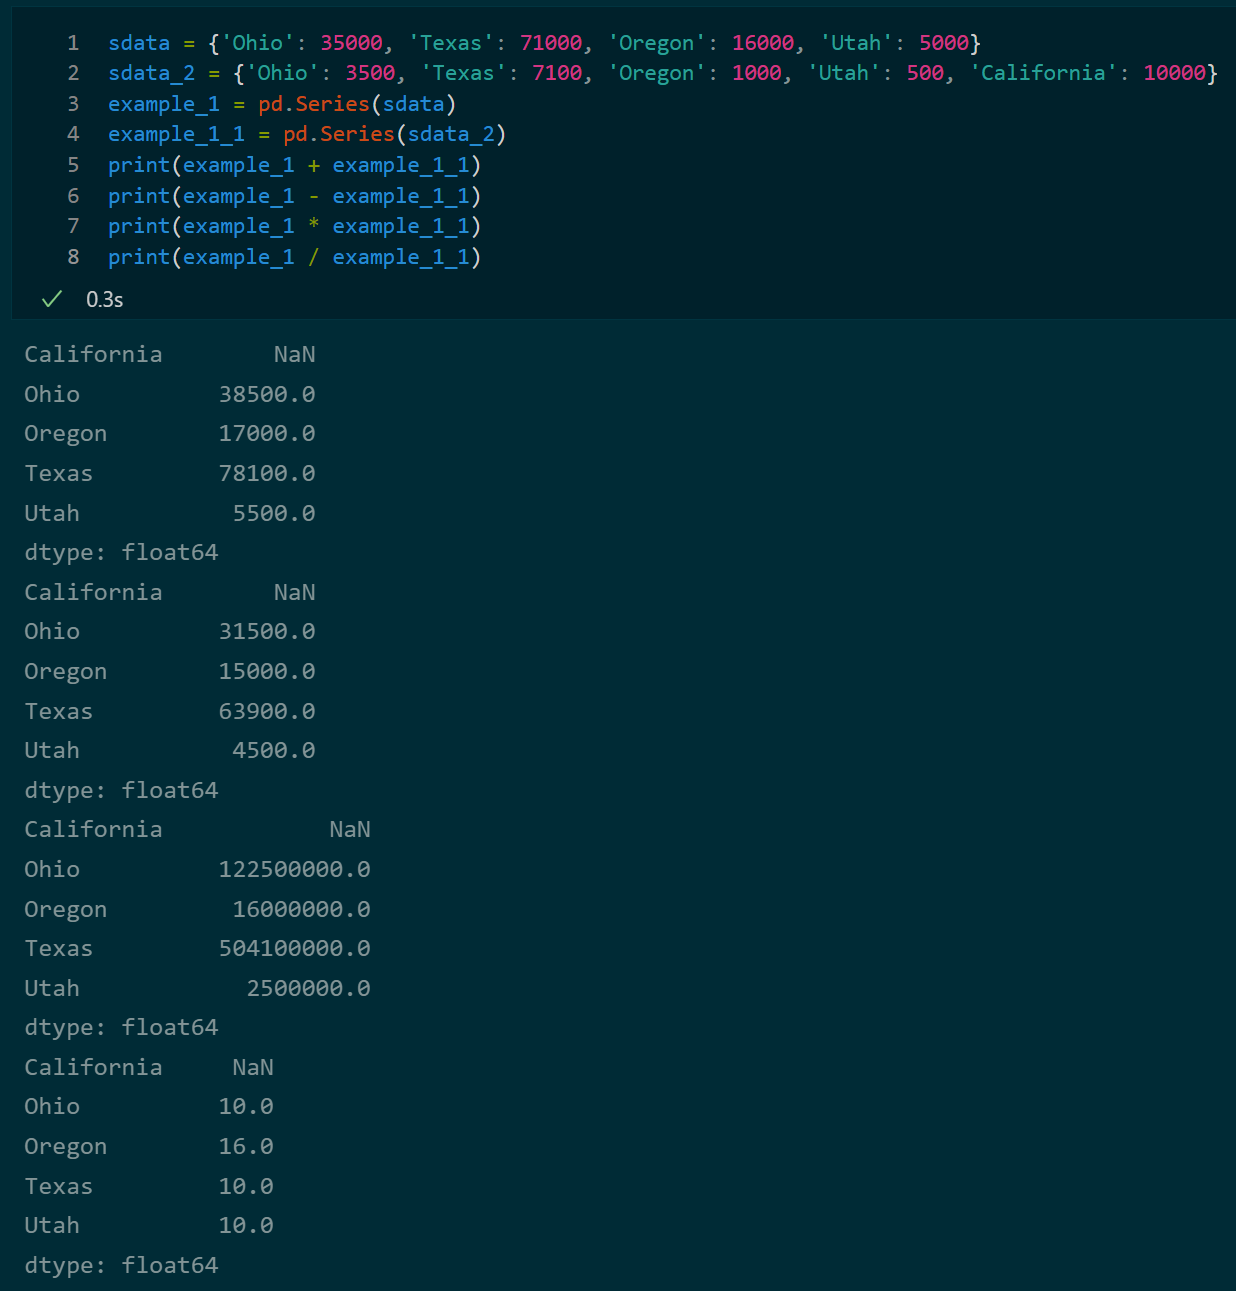 1 sdata = {'Ohio': 35000, 'Texas': 71000, 'Oregon': 16000, 'Utah': 5000}
2 sdata_2 = {'Ohio': 3500, 'Texas': 7100, 'Oregon': 1000, 'Utah': 500, 'California': 10000}
3 example_1 = pd.Series(sdata)
4 example_1_1 = pd.Series(sdata_2)
5 print(example_1 + example_1_1)
6 print(example_1 - example_1_1)
7 print(example_1 * example_1_1)
8 print(example_1 / example_1_1)
✓ 0.3s
California        NaN
Ohio          38500.0
Oregon        17000.0
Texas         78100.0
Utah           5500.0
dtype: float64
California        NaN
Ohio          31500.0
Oregon        15000.0
Texas         63900.0
Utah           4500.0
dtype: float64
California            NaN
Ohio          122500000.0
Oregon         16000000.0
Texas         504100000.0
Utah            2500000.0
dtype: float64
California     NaN
Ohio          10.0
Oregon        16.0
Texas         10.0
Utah          10.0
dtype: float64